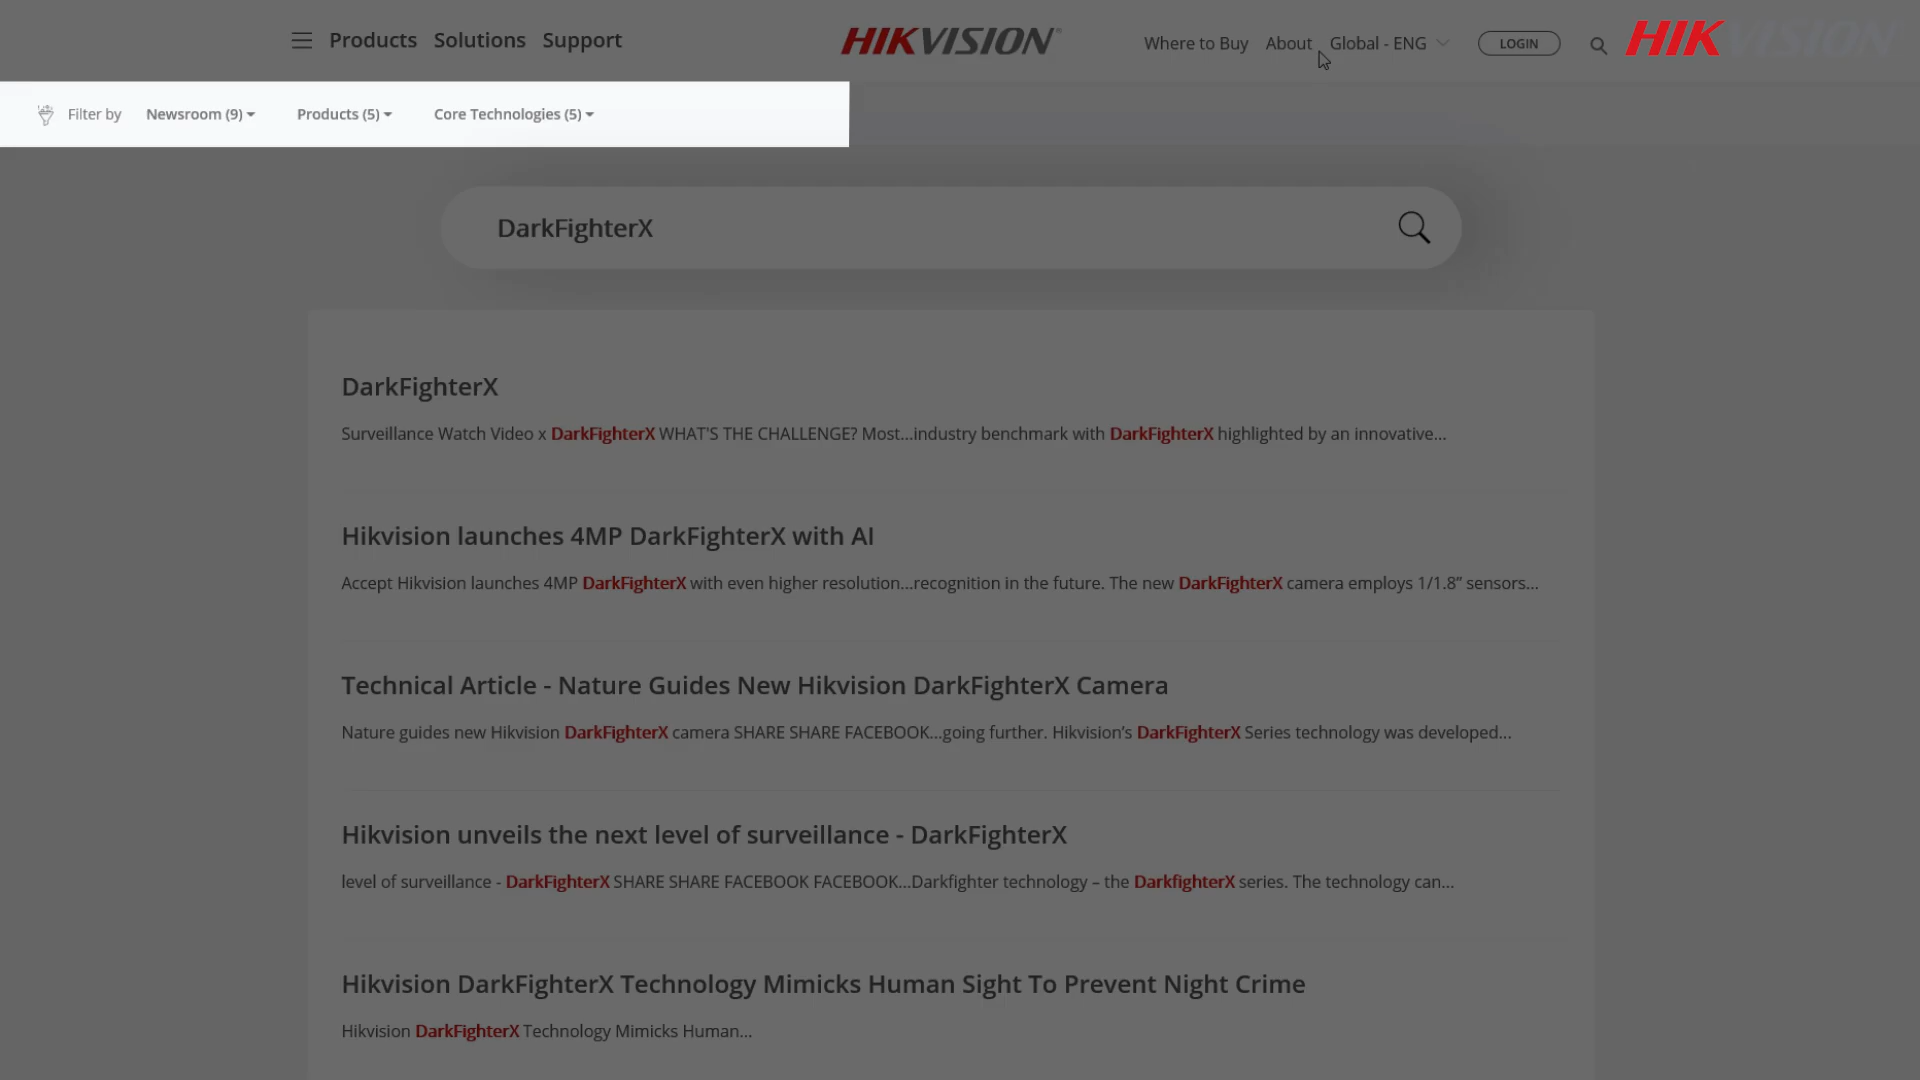 Products Solutions Support HIKVISION® Where to Buy About Global - ENG LOGIN HIKVISION
Filter by Newsroom (9) Products (5) Core Technologies (5)
DarkFighterX
DarkFighterX
Surveillance Watch Video x DarkFighterX WHAT'S THE CHALLENGE? Most...industry benchmark with DarkFighterX highlighted by an innovative...
Hikvision launches 4MP DarkFighterX with AI
Accept Hikvision launches 4MP DarkFighterX with even higher resolution...recognition in the future. The new DarkFighterX camera employs 1/1.8” sensors...
Technical Article - Nature Guides New Hikvision DarkFighterX Camera
Nature guides new Hikvision DarkFighterX camera SHARE SHARE FACEBOOK...going further. Hikvision’s DarkFighterX Series technology was developed...
Hikvision unveils the next level of surveillance - DarkFighterX
level of surveillance - DarkFighterX SHARE SHARE FACEBOOK FACEBOOK...Darkfighter technology – the DarkfighterX series. The technology can...
Hikvision DarkFighterX Technology Mimicks Human Sight To Prevent Night Crime
Hikvision DarkFighterX Technology Mimicks Human...